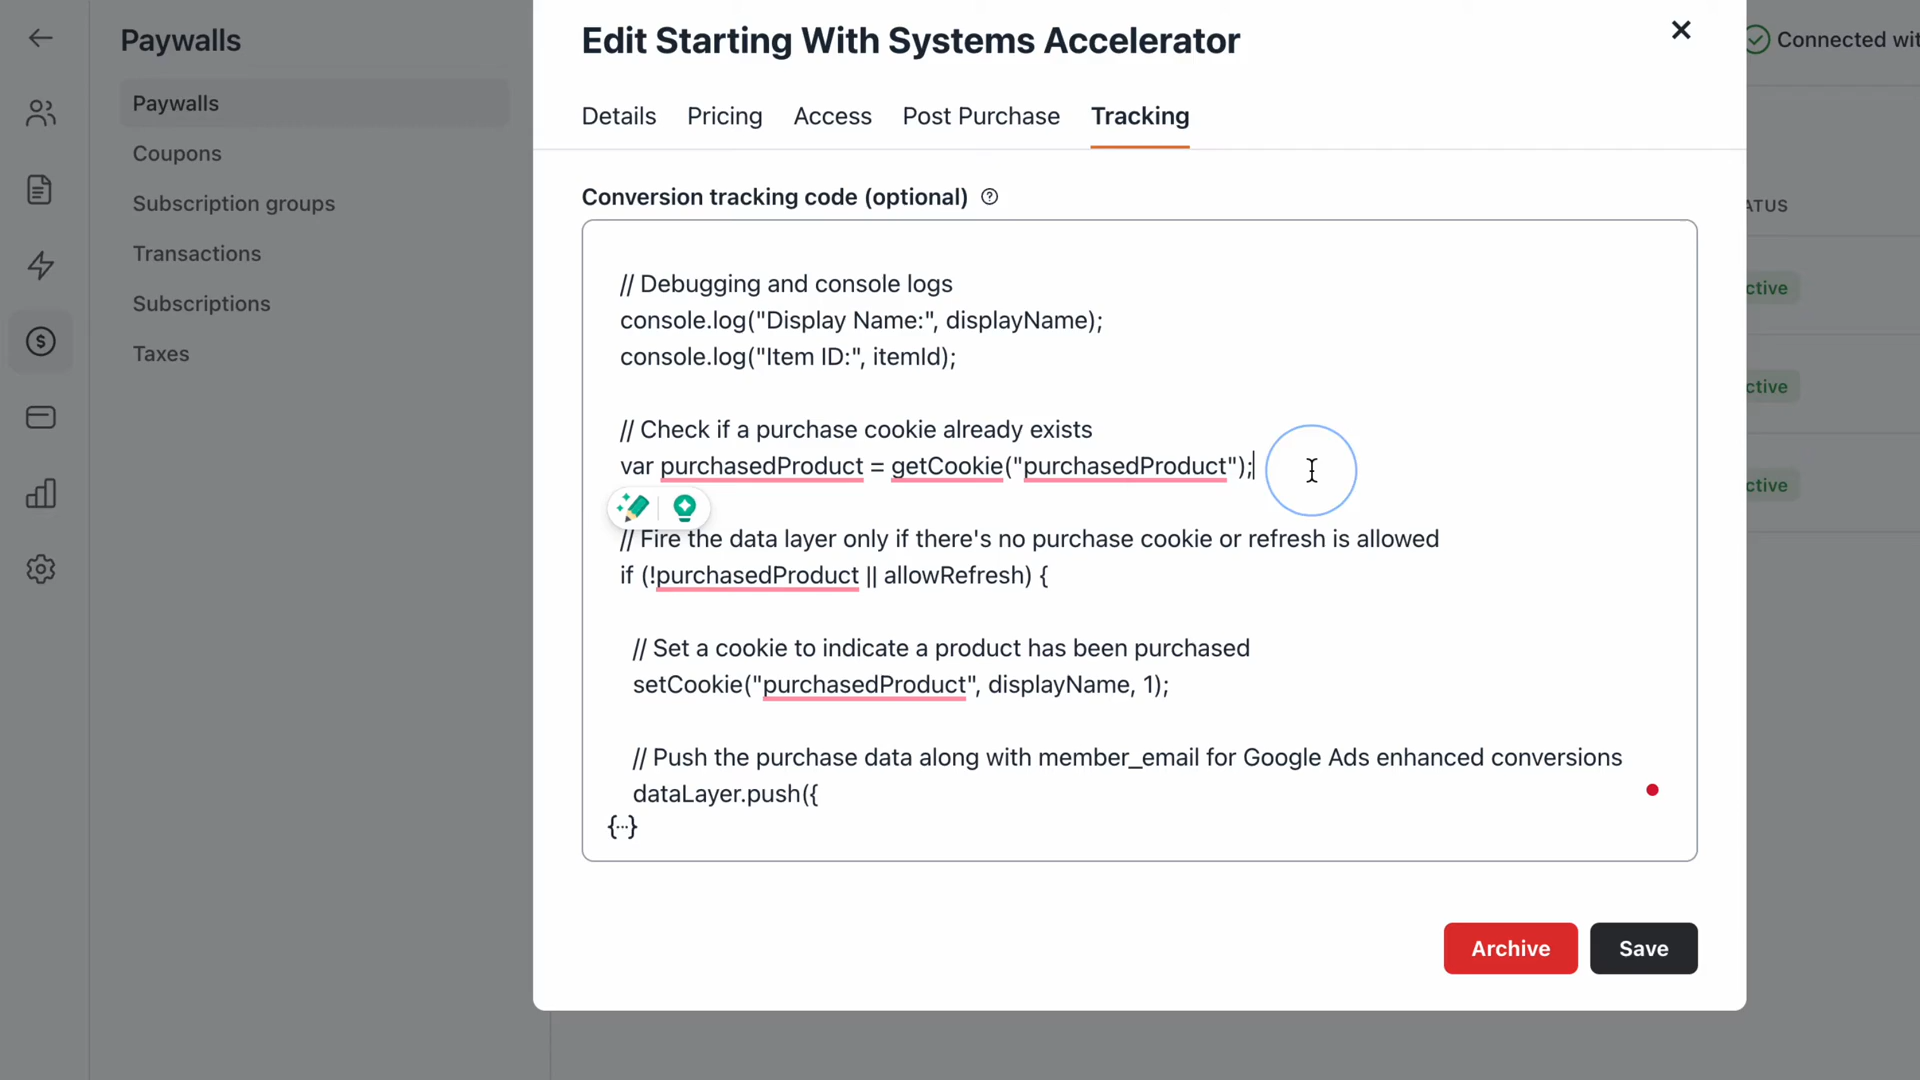 Paywalls
Paywalls
Coupons
Subscription groups
Transactions
Subscriptions
Taxes
Edit Starting With Systems Accelerator
Details
Pricing
Access
Post Purchase
Tracking
Conversion tracking code (optional)
// Debugging and console logs
console.log("Display Name:", displayName);
console.log("Item ID:", itemId);
// Check if a purchase cookie already exists
var purchasedProduct = getCookie("purchasedProduct");
// Fire the data layer only if there's no purchase cookie or refresh is allowed
if (!purchasedProduct || allowRefresh) {
// Set a cookie to indicate a product has been purchased
setCookie("purchasedProduct", displayName, 1);
// Push the purchase data along with member_email for Google Ads enhanced conversions
dataLayer.push({
Archive
Save
Connected wit
ATUS
ctive
ctive
ctive